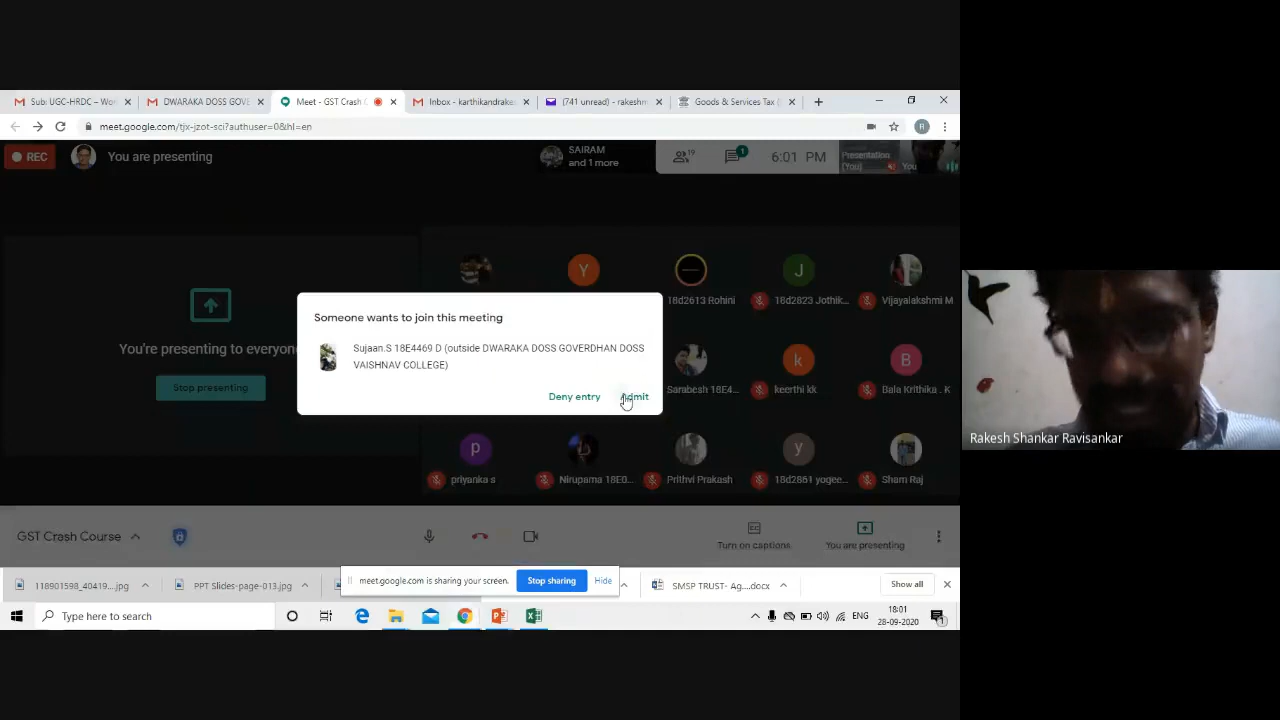 Sub: UGC-HRDC – Wor
DWARAKA DOSS GOVE
Meet - GST Crash
Inbox - karthikandrakes
(741 unread) - rakeshm
Goods & Services Tax (
meet.google.com/tjx-jzot-sci?authuser=0&hl=en
R
REC
You are presenting
SAIRAM
and 1 more
19
1
6:01 PM
Presentation
(You)
You
Y
J
18d2613 Rohini
18d2823 Jothik...
Vijayalakshmi M
Someone wants to join this meeting
Sujaan.S 18E4469 D (outside DWARAKA DOSS GOVERDHAN DOSS
VAISHNAV COLLEGE)
Deny entry
You're presenting to everyone
Stop presenting
k
B
Sarabesh 18E4...
keerthi kk
Bala Krithika . K
Rakesh Shankar Ravisankar
p
y
priyanka s
Nirupama 18E0...
Prithvi Prakash
18d2861 yogee...
Sham Raj
GST Crash Course
Turn on captions
You are presenting
118901598_40419...jpg
PPT Slides-page-013.jpg
meet.google.com is sharing your screen.
Stop sharing
Hide
SMSP TRUST- Ag....docx
Show all
Type here to search
ENG
18:01
28-09-2020